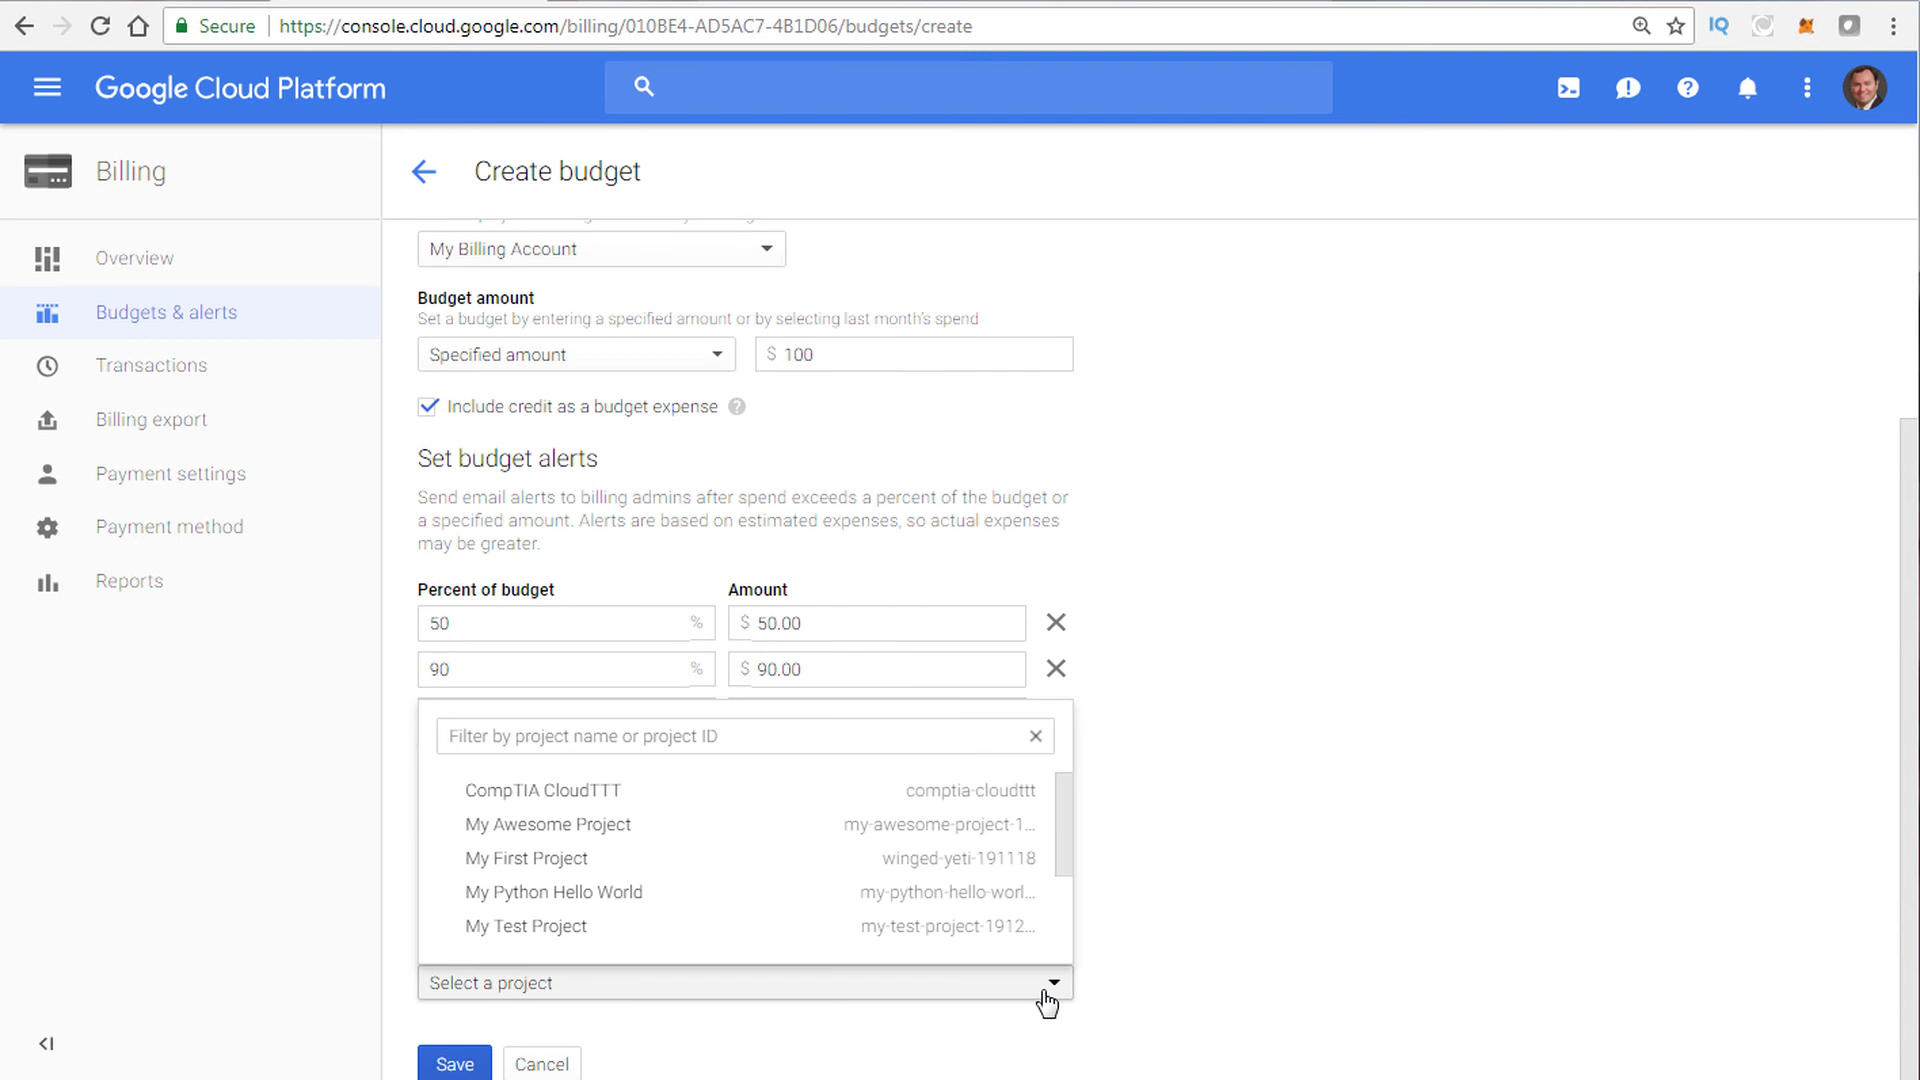 Secure
https://console.cloud.google.com/billing/010BE4-AD5AC7-4B1D06/budgets/create
IQ
Google Cloud Platform
Billing
Create budget
Overview
Budgets & alerts
Transactions
Billing export
Payment settings
Payment method
Reports
My Billing Account
Budget amount
Set a budget by entering a specified amount or by selecting last month's spend
Specified amount
$ 100
Include credit as a budget expense
Set budget alerts
Send email alerts to billing admins after spend exceeds a percent of the budget or
a specified amount. Alerts are based on estimated expenses, so actual expenses
may be greater.
Percent of budget Amount
50 % $ 50.00
90 % $ 90.00
Filter by project name or project ID
CompTIA CloudTTT comptia-cloudttt
My Awesome Project my-awesome-project-1...
My First Project winged-yeti-191118
My Python Hello World my-python-hello-worl...
My Test Project my-test-project-1912...
Select a project
Save Cancel